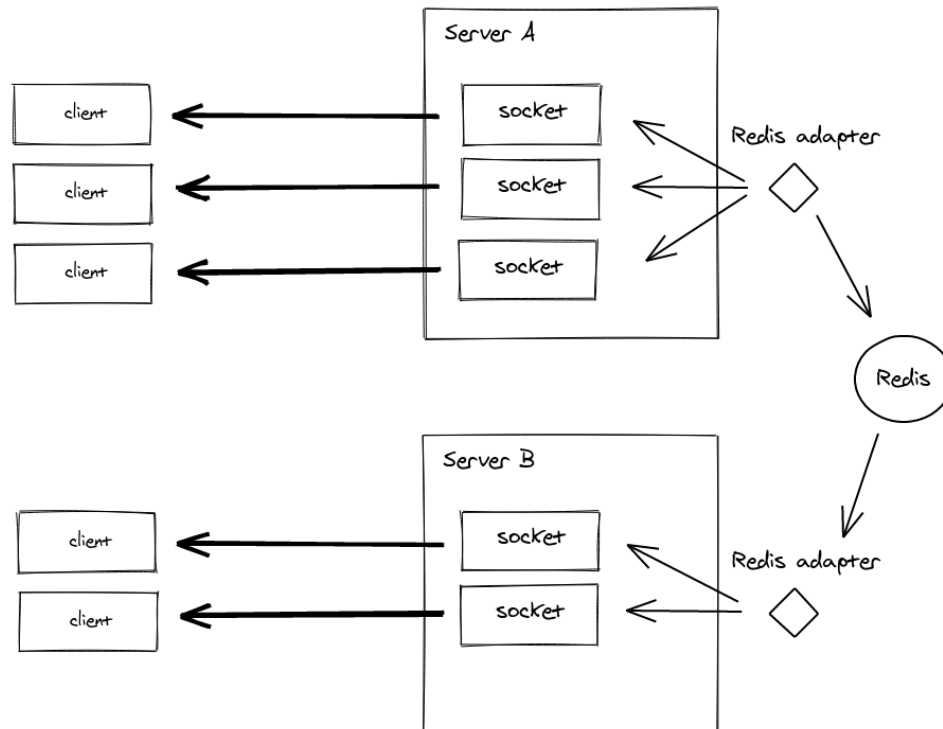 Server A
client
socket
Redis adapter
client
socket
client
socket
Redis
Server B
client
socket
Redis adapter
client
socket